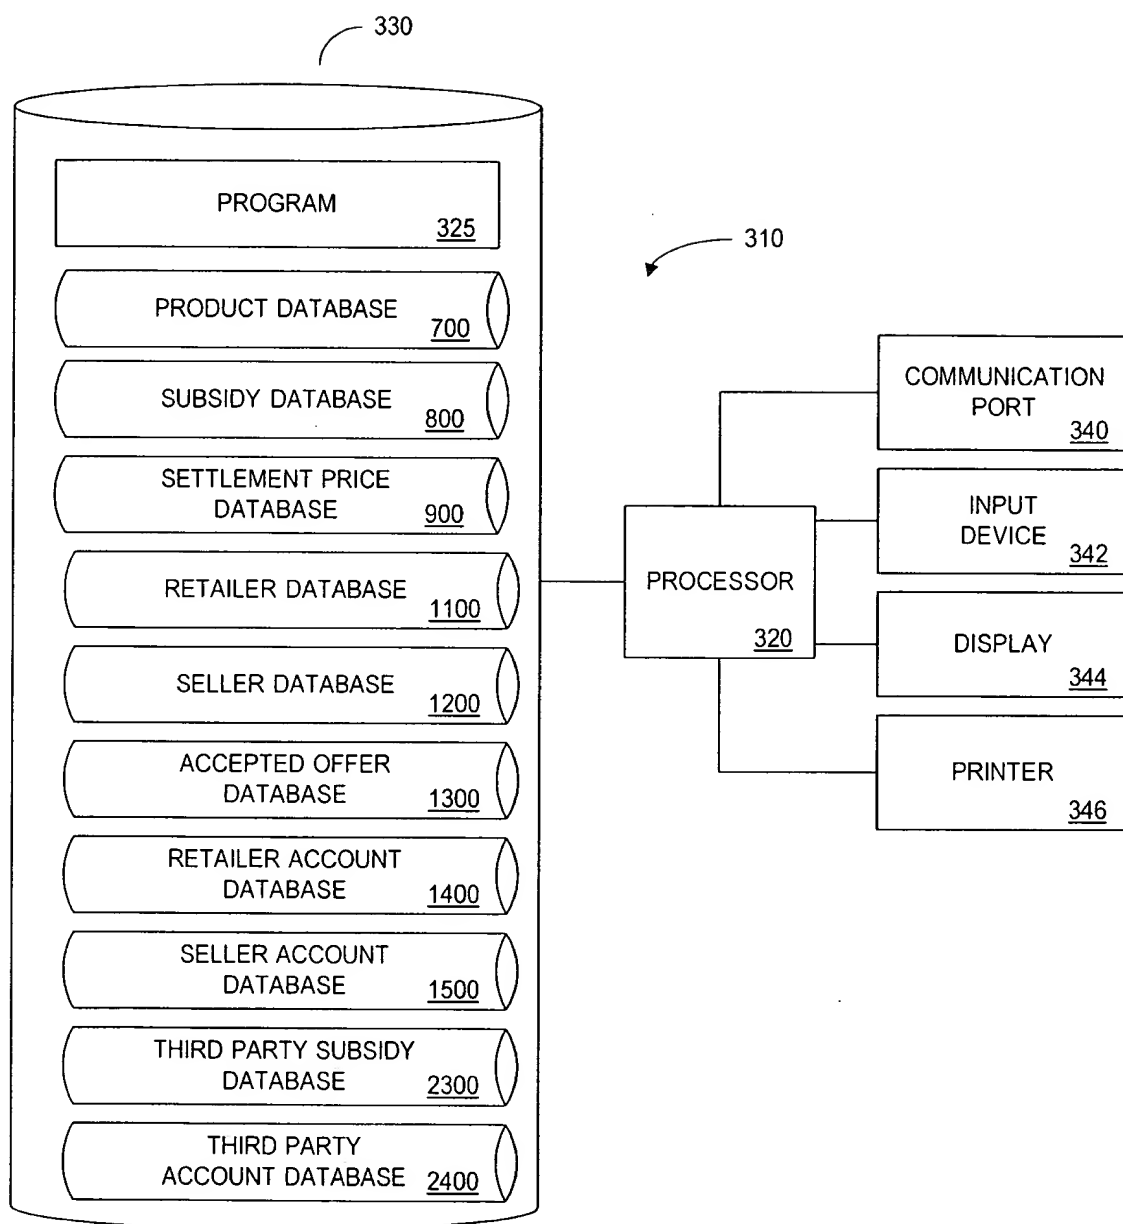 330
PROGRAM
325
310
PRODUCT DATABASE
700
SUBSIDY DATABASE
800
SETTLEMENT PRICE
DATABASE
900
RETAILER DATABASE
1100
SELLER DATABASE
1200
ACCEPTED OFFER
DATABASE
1300
RETAILER ACCOUNT
DATABASE
1400
SELLER ACCOUNT
DATABASE
1500
THIRD PARTY SUBSIDY
DATABASE
2300
THIRD PARTY
ACCOUNT DATABASE
2400
PROCESSOR
320
COMMUNICATION
PORT
340
INPUT
DEVICE
342
DISPLAY
344
PRINTER
346